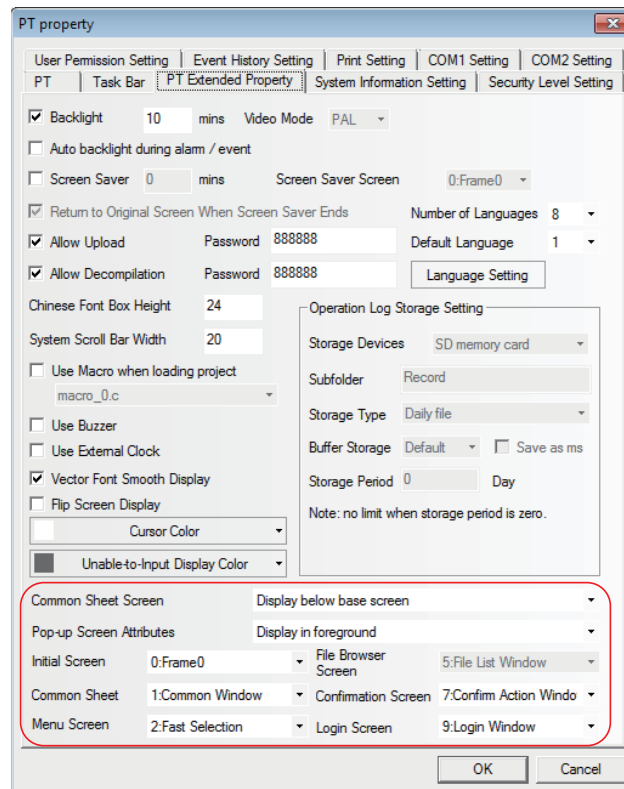 PT property
User Permission Setting Event History Setting Print Setting COM1 Setting COM2 Setting
PT Task Bar PT Extended Property System Information Setting Security Level Setting
Backlight 10 mins Video Mode PAL
Auto backlight during alarm / event
Screen Saver 0 mins Screen Saver Screen 0:Frame0
Return to Original Screen When Screen Saver Ends Number of Languages 8
Allow Upload Password 888888 Default Language 1
Allow Decompilation Password 888888 Language Setting
Chinese Font Box Height 24 Operation Log Storage Setting
System Scroll Bar Width 20 Storage Devices SD memory card
Use Macro when loading project
macro_0.c
Subfolder Record
Storage Type Daily file
Use Buzzer
Use External Clock Buffer Storage Default Save as ms
Vector Font Smooth Display Storage Period 0 Day
Flip Screen Display Note: no limit when storage period is zero.
Cursor Color
Unable-to-Input Display Color
Common Sheet Screen Display below base screen
Pop-up Screen Attributes Display in foreground
Initial Screen 0:Frame0 File Browser Screen 5:File List Window
Common Sheet 1:Common Window Confirmation Screen 7:Confirm Action Windo
Menu Screen 2:Fast Selection Login Screen 9:Login Window
OK Cancel